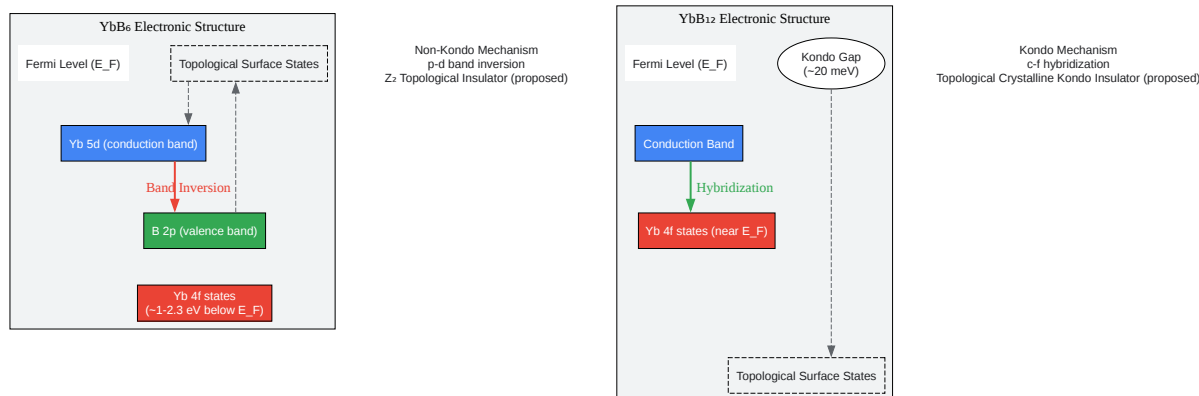 YbB₆ Electronic Structure
Fermi Level (E_F)
Topological Surface States
Yb 5d (conduction band)
Band Inversion
B 2p (valence band)
Yb 4f states
(~1-2.3 eV below E_F)
Non-Kondo Mechanism
p-d band inversion
Z₂ Topological Insulator (proposed)
YbB₁₂ Electronic Structure
Fermi Level (E_F)
Kondo Gap
(~20 meV)
Conduction Band
Hybridization
Yb 4f states (near E_F)
Topological Surface States
Kondo Mechanism
c-f hybridization
Topological Crystalline Kondo Insulator (proposed)